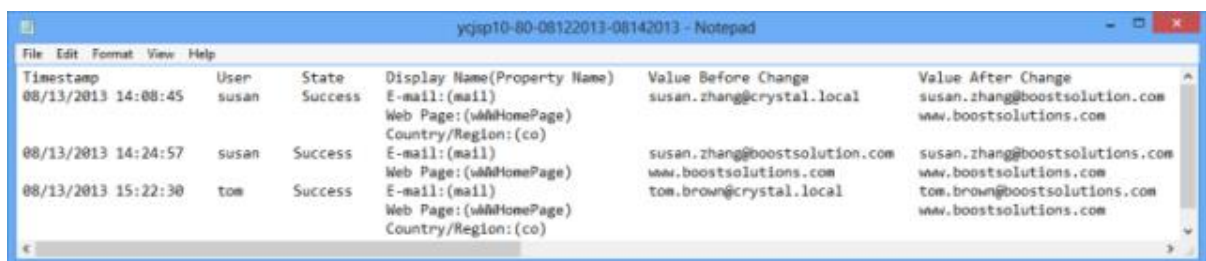 ycjsp10-80-08122013-08142013 - Notepad
File Edit Format View Help
Timestamp User State Display Name(Property Name) Value Before Change Value After Change
08/13/2013 14:08:45 susan Success E-mail:(mail) susan.zhang@crystal.local susan.zhang@boostsolution.com
Web Page:(wWWHomePage) www.boostsolutions.com
Country/Region:(co)
08/13/2013 14:24:57 susan Success E-mail:(mail) susan.zhang@boostsolution.com susan.zhang@boostsolutions.com
Web Page:(wWWHomePage) www.boostsolutions.com www.boostsolutions.com
08/13/2013 15:22:30 tom Success E-mail:(mail) tom.brown@crystal.local tom.brown@boostsolutions.com
Web Page:(wWWHomePage) www.boostsolutions.com
Country/Region:(co)